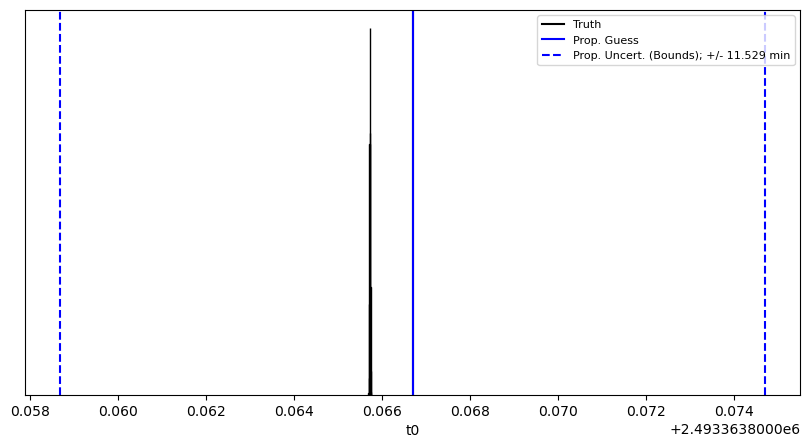 Truth
Prop. Guess
Prop. Uncert. (Bounds); +/- 11.529 min
0.058 0.060 0.062 0.064 0.066 0.068 0.070 0.072 0.074
t0
+2.4933638000e6